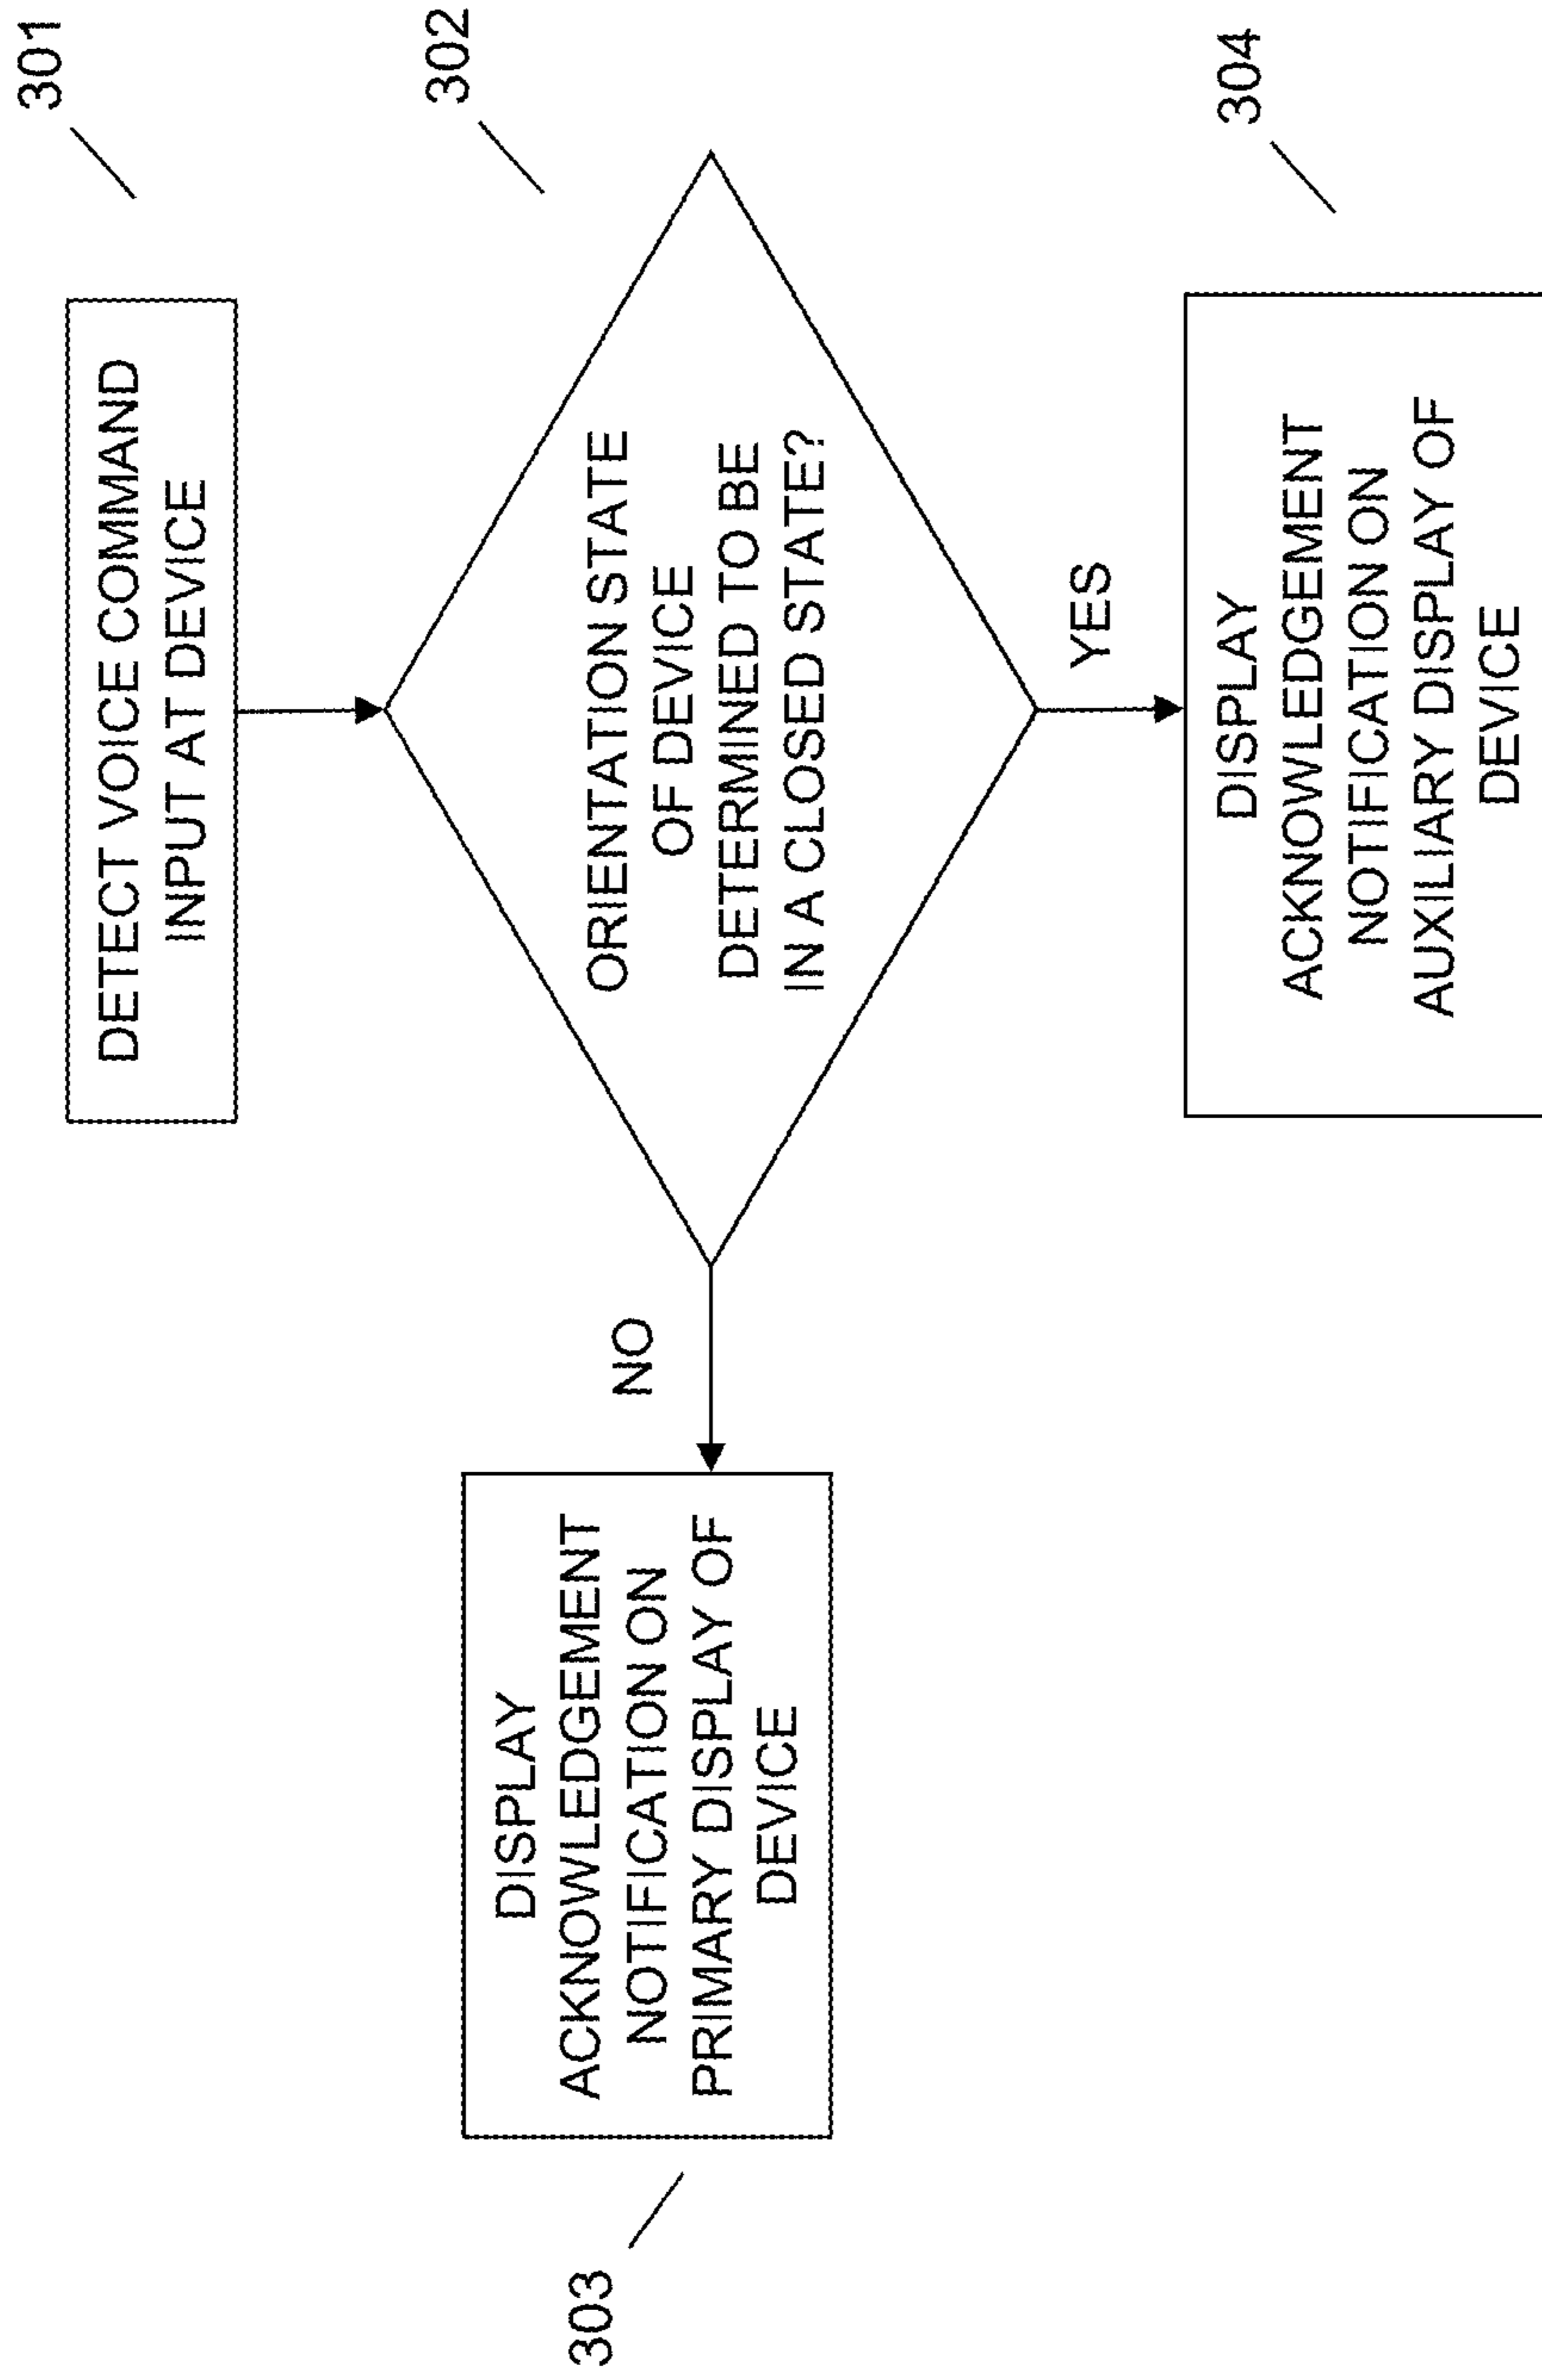 301
DETECT VOICE COMMAND
INPUT AT DEVICE
302
ORIENTATION STATE
OF DEVICE
DETERMINED TO BE
IN A CLOSED STATE?
NO
303
DISPLAY
ACKNOWLEDGEMENT
NOTIFICATION ON
PRIMARY DISPLAY OF
DEVICE
YES
304
DISPLAY
ACKNOWLEDGEMENT
NOTIFICATION ON
AUXILIARY DISPLAY OF
DEVICE